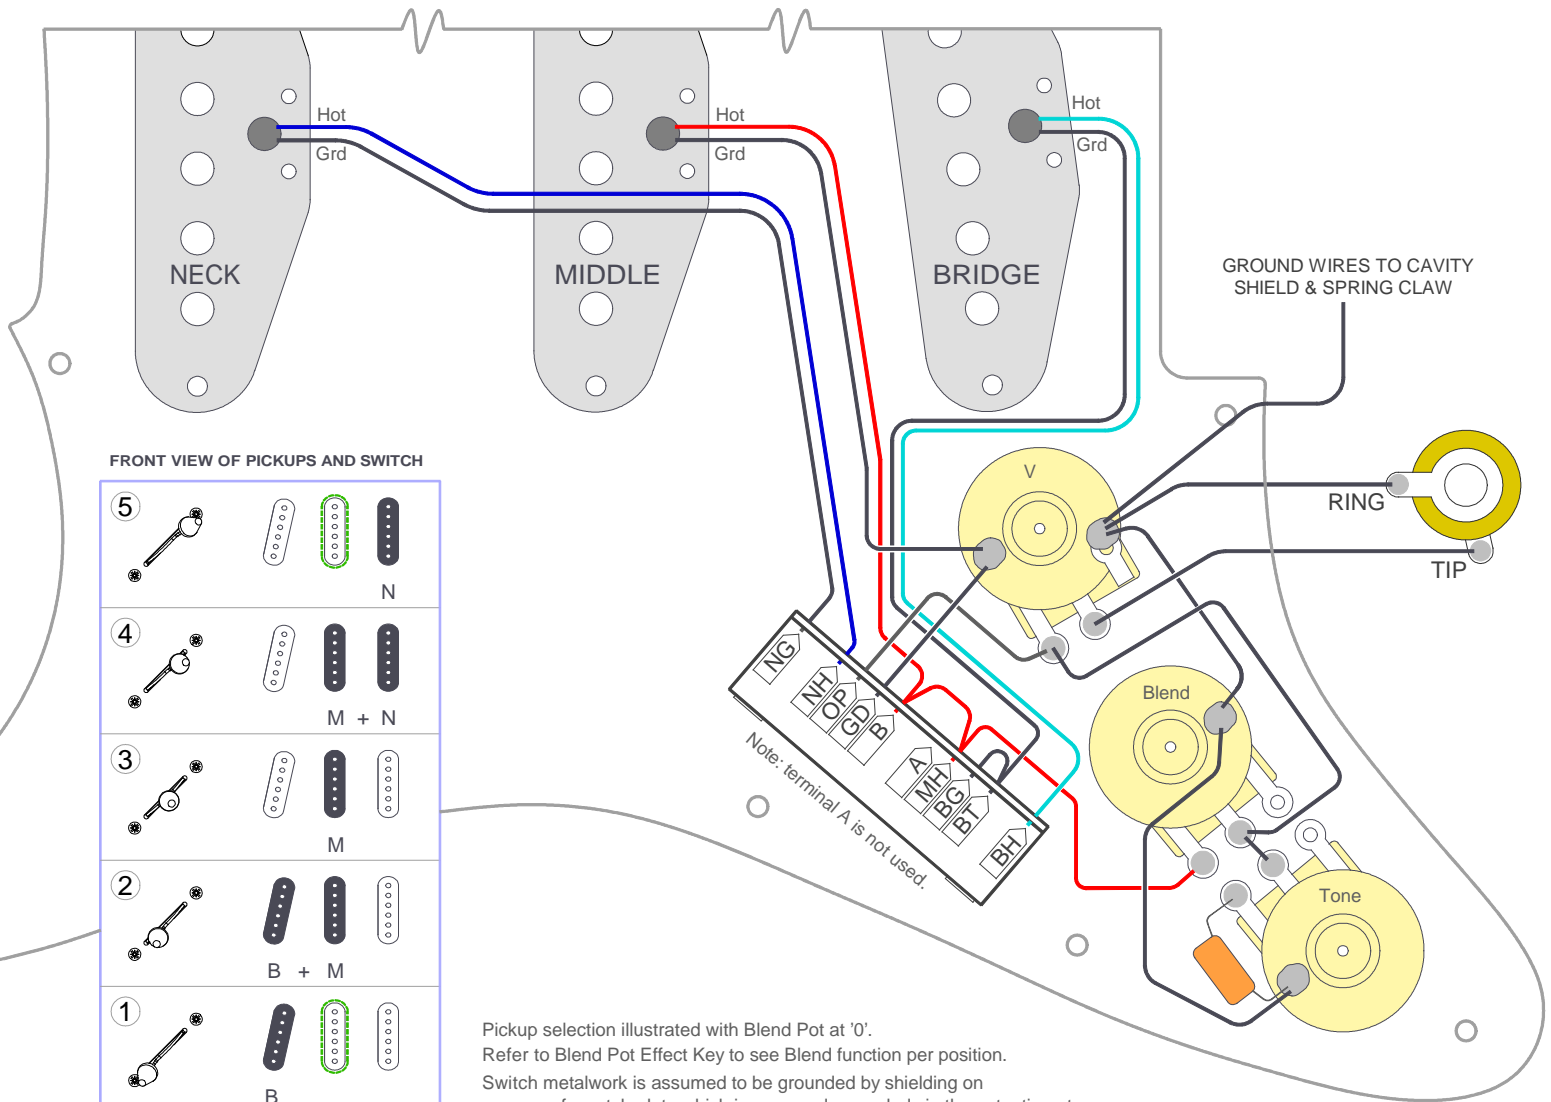 Hot
Grd
Hot
Grd
Hot
Grd
NECK
MIDDLE
BRIDGE
GROUND WIRES TO CAVITY
SHIELD & SPRING CLAW
FRONT VIEW OF PICKUPS AND SWITCH
V
RING
TIP
5
N
4
M + N
3
M
2
B + M
1
B
NG
NH
OP
GD
B
A
MH
BG
BT
BH
Note: terminal A is not used.
Blend
Tone
Pickup selection illustrated with Blend Pot at '0'.
Refer to Blend Pot Effect Key to see Blend function per position.
Switch metalwork is assumed to be grounded by shielding on